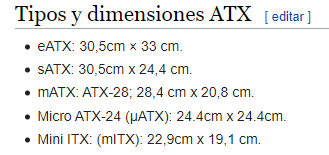 Tipos y dimensiones ATX [ editar ]
eATX: 30,5cm × 33 cm.
sATX: 30,5cm x 24,4 cm.
mATX: ATX-28; 28,4 cm x 20,8 cm.
Micro ATX-24 (µATX): 24.4cm x 24.4cm.
Mini ITX: (mITX): 22,9cm x 19,1 cm.